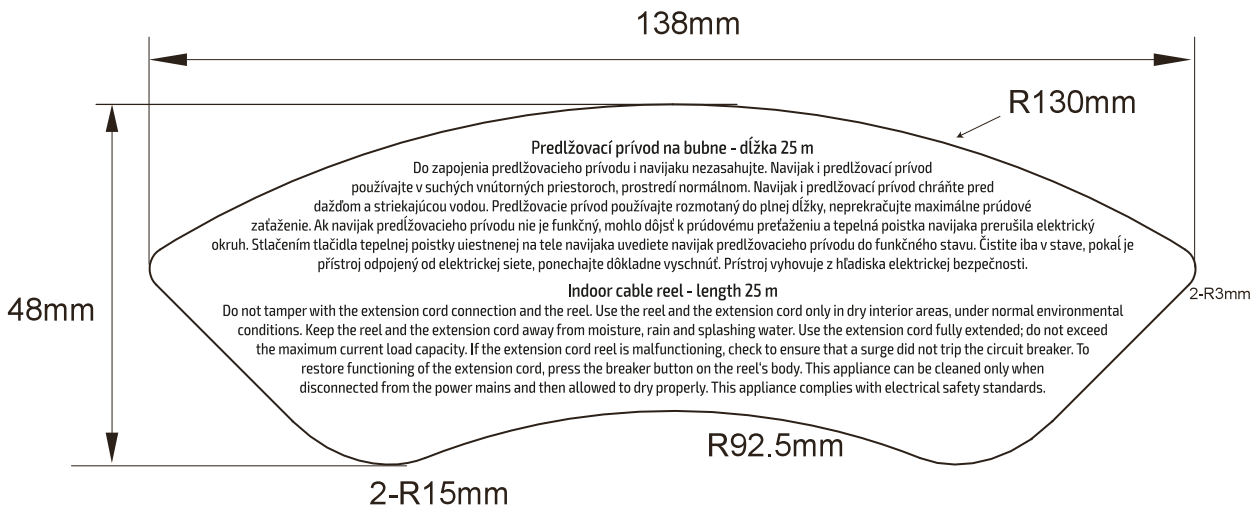 138mm
R130mm
Predlžovací prívod na bubne - dĺžka 25 m
Do zapojenia predlžovacieho prívodu i navijaku nezasahujte. Navijak i predlžovací prívod
používajte v suchých vnútorných priestoroch, prostredí normálnom. Navijak i predlžovací prívod chráňte pred
dažďom a striekajúcou vodou. Predlžovacie prívod používajte rozmotaný do plnej dĺžky, neprekračujte maximálne prúdové
zaťaženie. Ak navijak predĺžovacieho prívodu nie je funkčný, mohlo dôjsť k prúdovému preťaženiu a tepelná poistka navijaka prerušila elektrický
okruh. Stlačením tlačidla tepelnej poistky uiestnenej na tele navijaka uvediete navijak predlžovacieho prívodu do funkčného stavu. Čistite iba v stave, pokaľ je
přístroj odpojený od elektrickej siete, ponechajte dôkladne vyschnúť. Prístroj vyhovuje z hľadiska elektrickej bezpečnosti.
Indoor cable reel - length 25 m
Do not tamper with the extension cord connection and the reel. Use the reel and the extension cord only in dry interior areas, under normal environmental
conditions. Keep the reel and the extension cord away from moisture, rain and splashing water. Use the extension cord fully extended; do not exceed
the maximum current load capacity. If the extension cord reel is malfunctioning, check to ensure that a surge did not trip the circuit breaker. To
restore functioning of the extension cord, press the breaker button on the reel's body. This appliance can be cleaned only when
disconnected from the power mains and then allowed to dry properly. This appliance complies with electrical safety standards.
2-R3mm
48mm
R92.5mm
2-R15mm